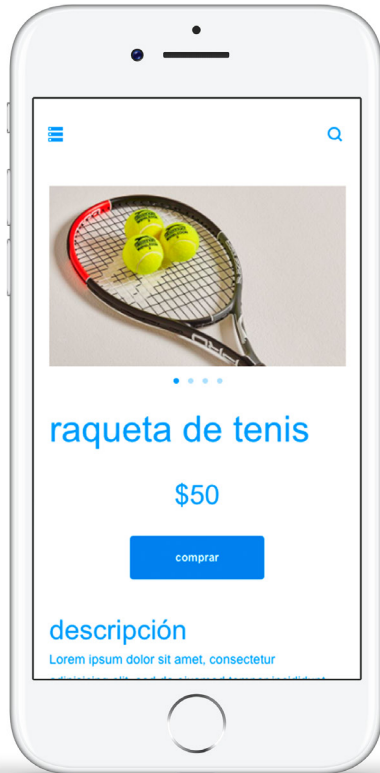 raqueta de tenis
$50
comprar
descripción
Lorem ipsum dolor sit amet, consectetur